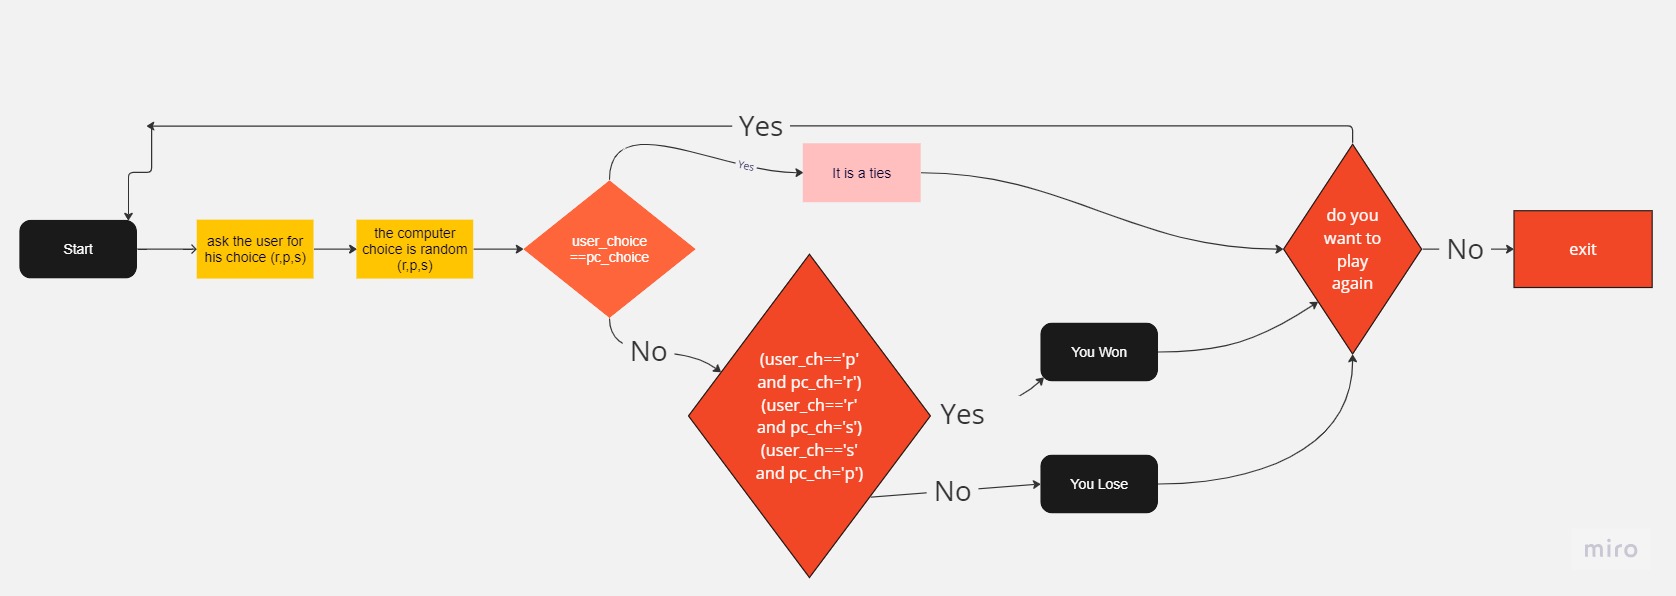 Yes
Yes
It is a ties
Start
ask the user for
his choice (r,p,s)
the computer
choice is random
(r,p,s)
user_choice
==pc_choice
do you
want to
play
again
No
exit
No
(user_ch=='p'
and pc_ch='r')
(user_ch=='r'
and pc_ch='s')
(user_ch=='s'
and pc_ch='p')
Yes
You Won
No
You Lose
miro